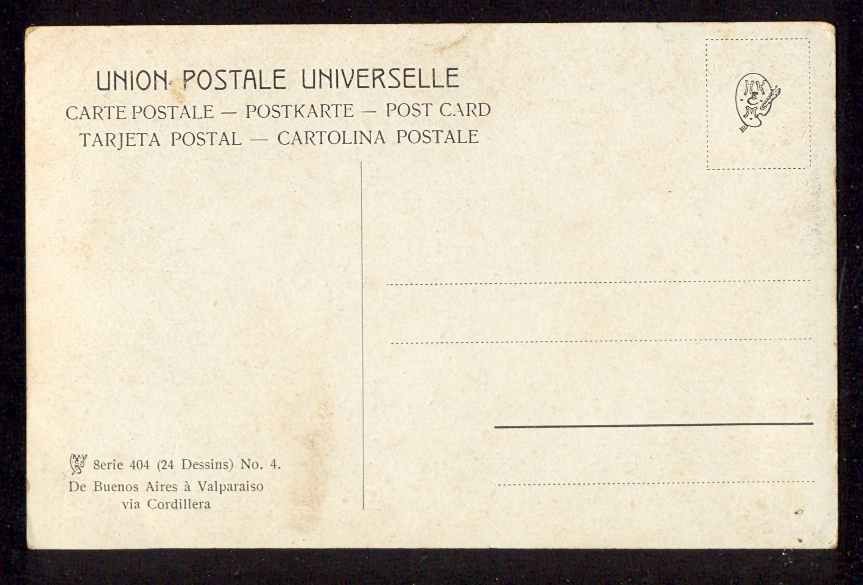 UNION POSTALE UNIVERSELLE
CARTE POSTALE — POSTKARTE — POST CARD
TARJETA POSTAL — CARTOLINA POSTALE
Serie 404 (24 Dessins) No. 4.
De Buenos Aires à Valparaiso
via Cordillera